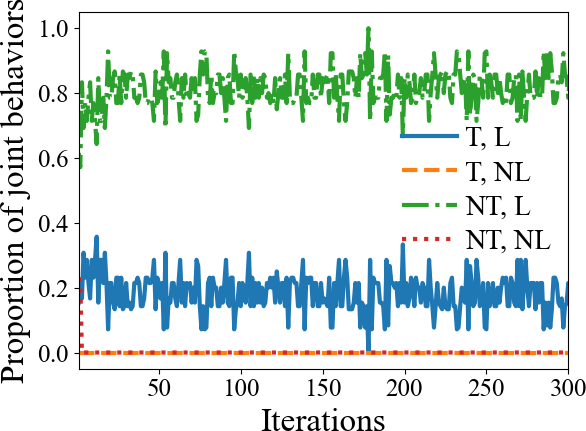 Proportion of joint behaviors
1.0
0.8
0.6
0.4
0.2
0.0
T, L
T, NL
NT, L
NT, NL
50
100
150
200
250
300
Iterations